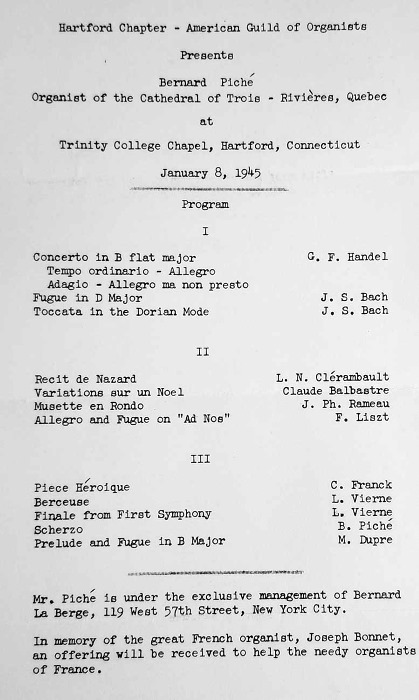 Hartford Chapter - American Guild of Organists
Presents
Bernard Piché
Organist of the Cathedral of Trois - Rivières, Quebec
at
Trinity College Chapel, Hartford, Connecticut
January 8, 1945
Program
I
Concerto in B flat major G. F. Handel
Tempo ordinario - Allegro
Adagio - Allegro ma non presto
Fugue in D Major J. S. Bach
Toccata in the Dorian Mode J. S. Bach
II
Recit de Nazard L. N. Clérambault
Variations sur un Noel Claude Balbastre
Musette en Rondo J. Ph. Rameau
Allegro and Fugue on "Ad Nos" F. Liszt
III
Piece Héroique C. Franck
Berceuse L. Vierne
Finale from First Symphony L. Vierne
Scherzo B. Piché
Prelude and Fugue in B Major M. Dupre
Mr. Piché is under the exclusive management of Bernard
La Berge, 119 West 57th Street, New York City.
In memory of the great French organist, Joseph Bonnet,
an offering will be received to help the needy organists
of France.